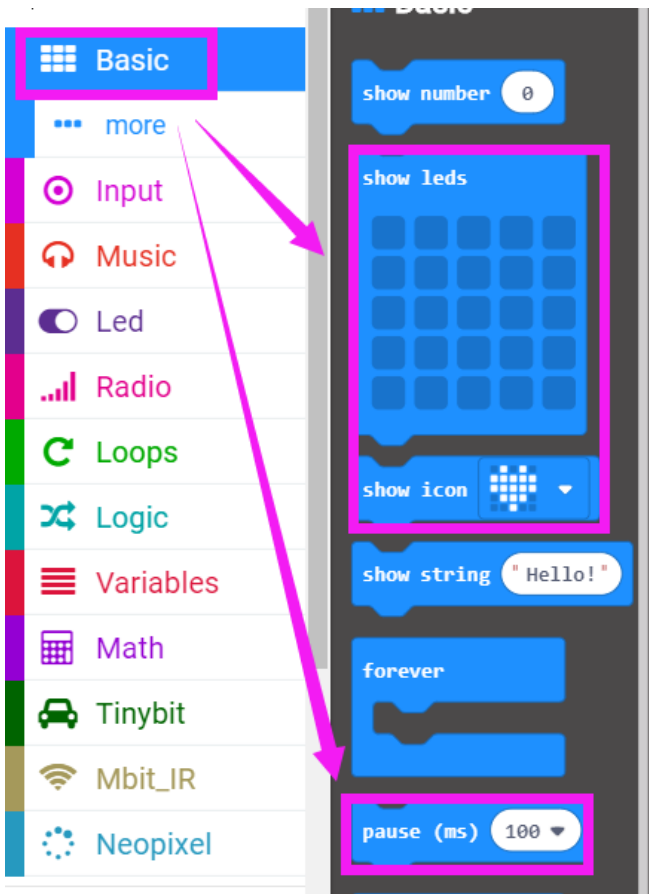 Basic
more
Input
Music
Led
Radio
Loops
Logic
Variables
Math
Tinybit
Mbit_IR
Neopixel
Basic
show number 0
show leds
show icon
show string "Hello!"
forever
pause (ms) 100